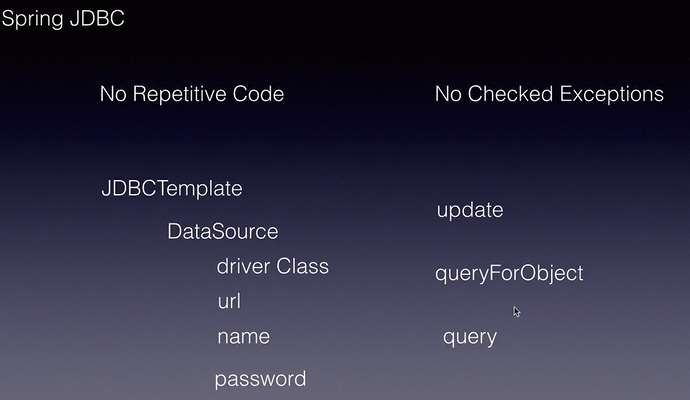 Spring JDBC
No Repetitive Code
No Checked Exceptions
JDBCTemplate
update
DataSource
driver Class
queryForObject
url
name
query
password